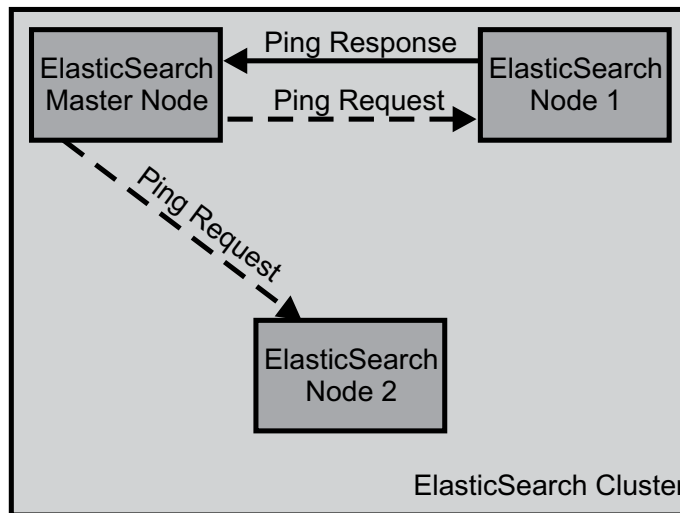 Ping Response
ElasticSearch
Master Node
Ping Request
ElasticSearch
Node 1
Ping Request
ElasticSearch
Node 2
ElasticSearch Cluster